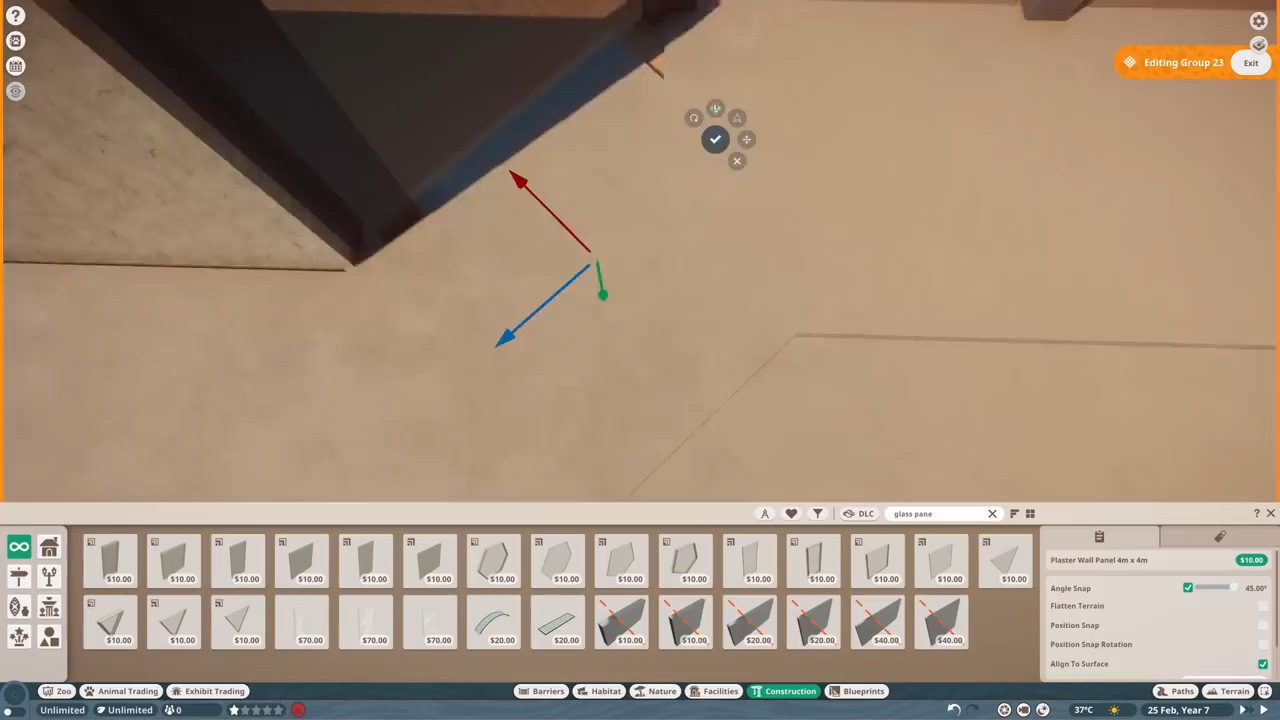 ?
Editing Group 23 Exit
DLC glass pane ?
$10.00 $10.00 $10.00 $10.00 $10.00 $10.00 $10.00 $10.00 $10.00 $10.00 $10.00 $10.00 $10.00 $10.00 $10.00
$10.00 $10.00 $10.00 $70.00 $70.00 $70.00 $20.00 $20.00 $10.00 $10.00 $20.00 $20.00 $40.00 $40.00
Plaster Wall Panel 4m x 4m $10.00
Angle Snap 45.00°
Flatten Terrain
Position Snap
Position Snap Rotation
Align To Surface
Zoo Animal Trading Exhibit Trading Barriers Habitat Nature Facilities Construction Blueprints Paths Terrain
Unlimited Unlimited 0 37°C 25 Feb, Year 7